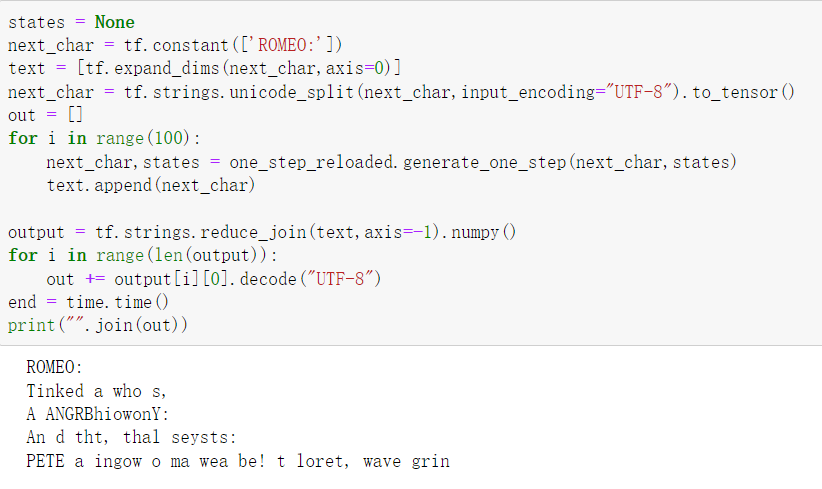 states = None
next_char = tf.constant(['ROMEO:'])
text = [tf.expand_dims(next_char,axis=0)]
next_char = tf.strings.unicode_split(next_char,input_encoding="UTF-8").to_tensor()
out = []
for i in range(100):
    next_char,states = one_step_reloaded.generate_one_step(next_char,states)
    text.append(next_char)

output = tf.strings.reduce_join(text,axis=-1).numpy()
for i in range(len(output)):
    out += output[i][0].decode("UTF-8")
end = time.time()
print("".join(out))
ROMEO:
Tinked a who s,
A ANGRBhiowonY:
An d tht, thal seysts:
PETE a ingow o ma wea be! t loret, wave grin